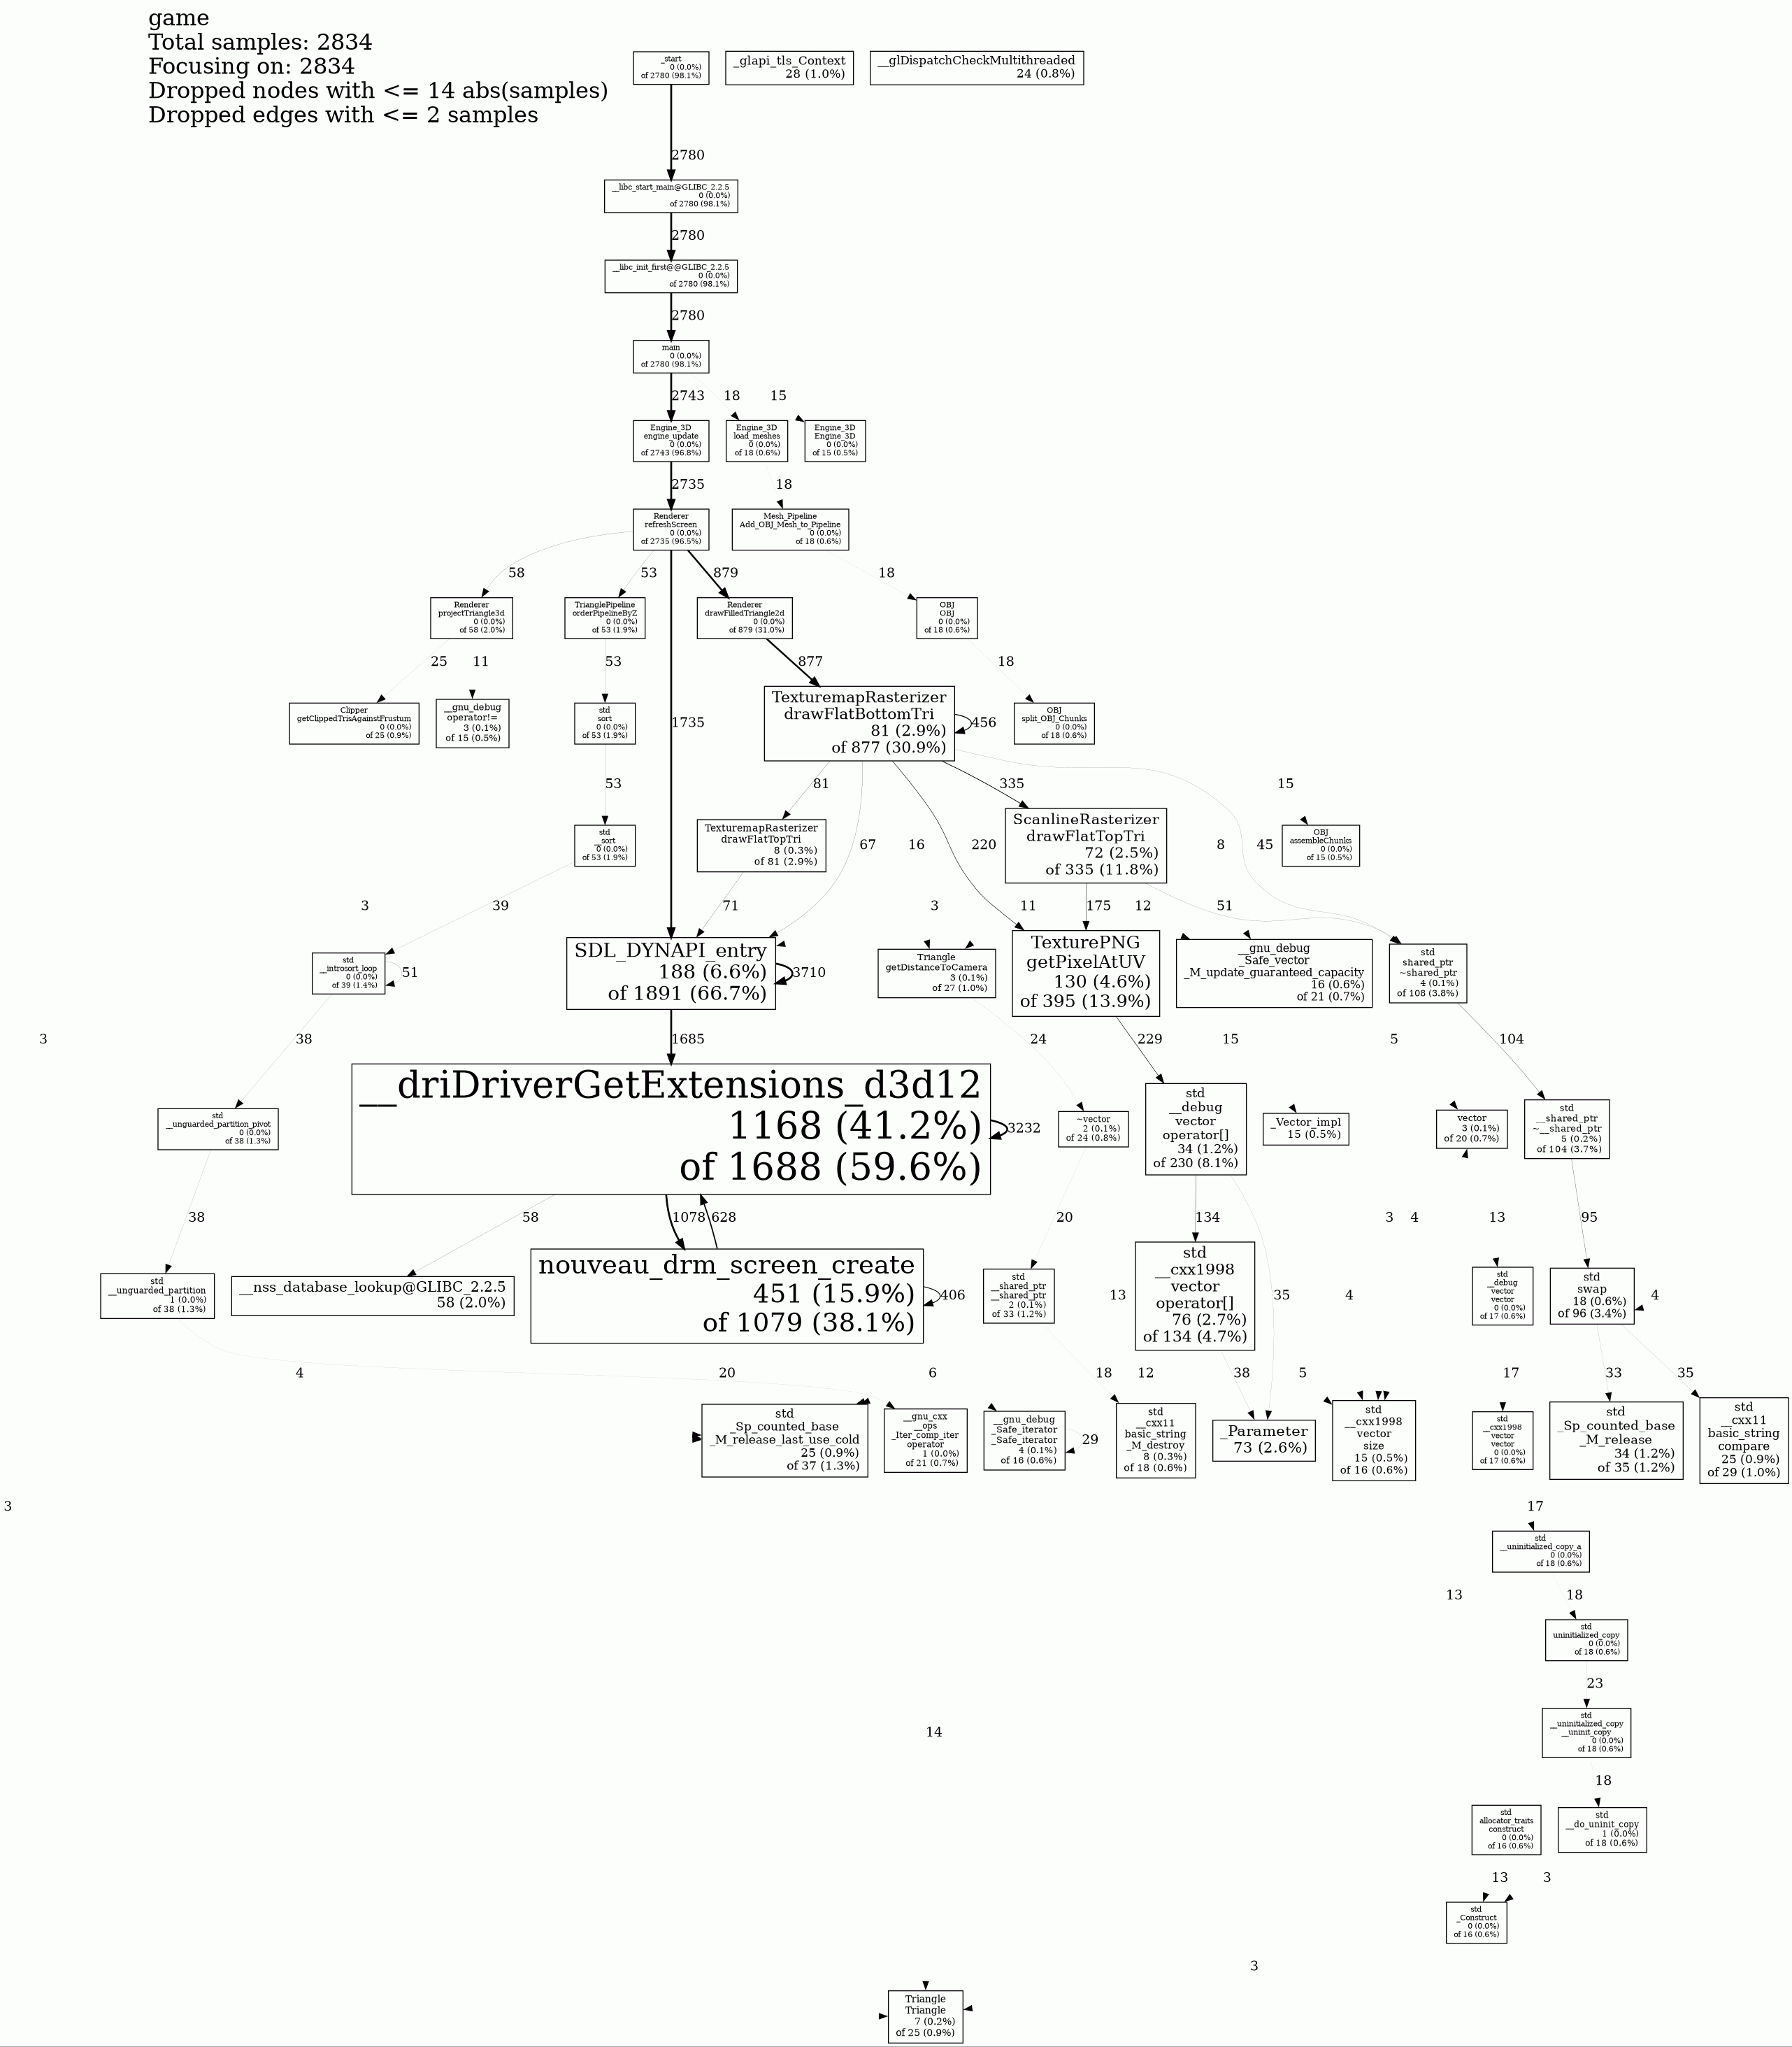 game
Total samples: 2834
Focusing on: 2834
Dropped nodes with <= 14 abs(samples)
Dropped edges with <= 2 samples
_start
0 (0.0%)
of 2780 (98.1%)
_glapi_tls_Context
28 (1.0%)
__glDispatchCheckMultithreaded
24 (0.8%)
2780
__libc_start_main@GLIBC_2.2.5
0 (0.0%)
of 2780 (98.1%)
2780
__libc_init_first@@GLIBC_2.2.5
0 (0.0%)
of 2780 (98.1%)
2780
main
0 (0.0%)
of 2780 (98.1%)
2743
18
15
Engine_3D
engine_update
0 (0.0%)
of 2743 (96.8%)
Engine_3D
load_meshes
0 (0.0%)
of 18 (0.6%)
Engine_3D
Engine_3D
0 (0.0%)
of 15 (0.5%)
2735
18
Renderer
refreshScreen
0 (0.0%)
of 2735 (96.5%)
Mesh_Pipeline
Add_OBJ_Mesh_to_Pipeline
0 (0.0%)
of 18 (0.6%)
58
53
879
18
Renderer
projectTriangle3d
0 (0.0%)
of 58 (2.0%)
TrianglePipeline
orderPipelineByZ
0 (0.0%)
of 53 (1.9%)
Renderer
drawFilledTriangle2d
0 (0.0%)
of 879 (31.0%)
OBJ
OBJ
0 (0.0%)
of 18 (0.6%)
25
11
53
877
18
Clipper
getClippedTrisAgainstFrustum
0 (0.0%)
of 25 (0.9%)
__gnu_debug
operator!=
3 (0.1%)
of 15 (0.5%)
std
sort
0 (0.0%)
of 53 (1.9%)
1735
TexturemapRasterizer
drawFlatBottomTri
81 (2.9%)
of 877 (30.9%)
456
OBJ
split_OBJ_Chunks
0 (0.0%)
of 18 (0.6%)
53
81
335
15
std
__sort
0 (0.0%)
of 53 (1.9%)
TexturemapRasterizer
drawFlatTopTri
8 (0.3%)
of 81 (2.9%)
67
16
220
ScanlineRasterizer
drawFlatTopTri
72 (2.5%)
of 335 (11.8%)
8
45
OBJ
assembleChunks
0 (0.0%)
of 15 (0.5%)
3
39
71
3
11
175
12
51
std
__introsort_loop
0 (0.0%)
of 39 (1.4%)
51
SDL_DYNAPI_entry
188 (6.6%)
of 1891 (66.7%)
3710
Triangle
getDistanceToCamera
3 (0.1%)
of 27 (1.0%)
TexturePNG
getPixelAtUV
130 (4.6%)
of 395 (13.9%)
__gnu_debug
_Safe_vector
_M_update_guaranteed_capacity
16 (0.6%)
of 21 (0.7%)
std
shared_ptr
~shared_ptr
4 (0.1%)
of 108 (3.8%)
3
38
1685
24
229
15
5
104
std
__unguarded_partition_pivot
0 (0.0%)
of 38 (1.3%)
__driDriverGetExtensions_d3d12
1168 (41.2%)
of 1688 (59.6%)
3232
~vector
2 (0.1%)
of 24 (0.8%)
std
__debug
vector
operator[]
34 (1.2%)
of 230 (8.1%)
_Vector_impl
15 (0.5%)
vector
3 (0.1%)
of 20 (0.7%)
std
__shared_ptr
~__shared_ptr
5 (0.2%)
of 104 (3.7%)
38
58
1078
628
20
134
3
4
13
95
std
__unguarded_partition
1 (0.0%)
of 38 (1.3%)
__nss_database_lookup@GLIBC_2.2.5
58 (2.0%)
nouveau_drm_screen_create
451 (15.9%)
of 1079 (38.1%)
406
std
__shared_ptr
__shared_ptr
2 (0.1%)
of 33 (1.2%)
13
std
__cxx1998
vector
operator[]
76 (2.7%)
of 134 (4.7%)
35
4
std
__debug
vector
vector
0 (0.0%)
of 17 (0.6%)
std
swap
18 (0.6%)
of 96 (3.4%)
4
4
20
6
18
12
38
5
17
33
35
std
_Sp_counted_base
_M_release_last_use_cold
25 (0.9%)
of 37 (1.3%)
__gnu_cxx
__ops
_Iter_comp_iter
operator
1 (0.0%)
of 21 (0.7%)
__gnu_debug
_Safe_iterator
_Safe_iterator
4 (0.1%)
of 16 (0.6%)
29
std
__cxx11
basic_string
_M_destroy
8 (0.3%)
of 18 (0.6%)
_Parameter
73 (2.6%)
std
__cxx1998
vector
size
15 (0.5%)
of 16 (0.6%)
std
__cxx1998
vector
vector
0 (0.0%)
of 17 (0.6%)
std
_Sp_counted_base
_M_release
34 (1.2%)
of 35 (1.2%)
std
__cxx11
basic_string
compare
25 (0.9%)
of 29 (1.0%)
3
17
std
__uninitialized_copy_a
0 (0.0%)
of 18 (0.6%)
13
18
std
uninitialized_copy
0 (0.0%)
of 18 (0.6%)
23
14
std
__uninitialized_copy
__uninit_copy
0 (0.0%)
of 18 (0.6%)
18
std
allocator_traits
construct
0 (0.0%)
of 16 (0.6%)
std
__do_uninit_copy
1 (0.0%)
of 18 (0.6%)
13
3
std
_Construct
0 (0.0%)
of 16 (0.6%)
3
Triangle
Triangle
7 (0.2%)
of 25 (0.9%)